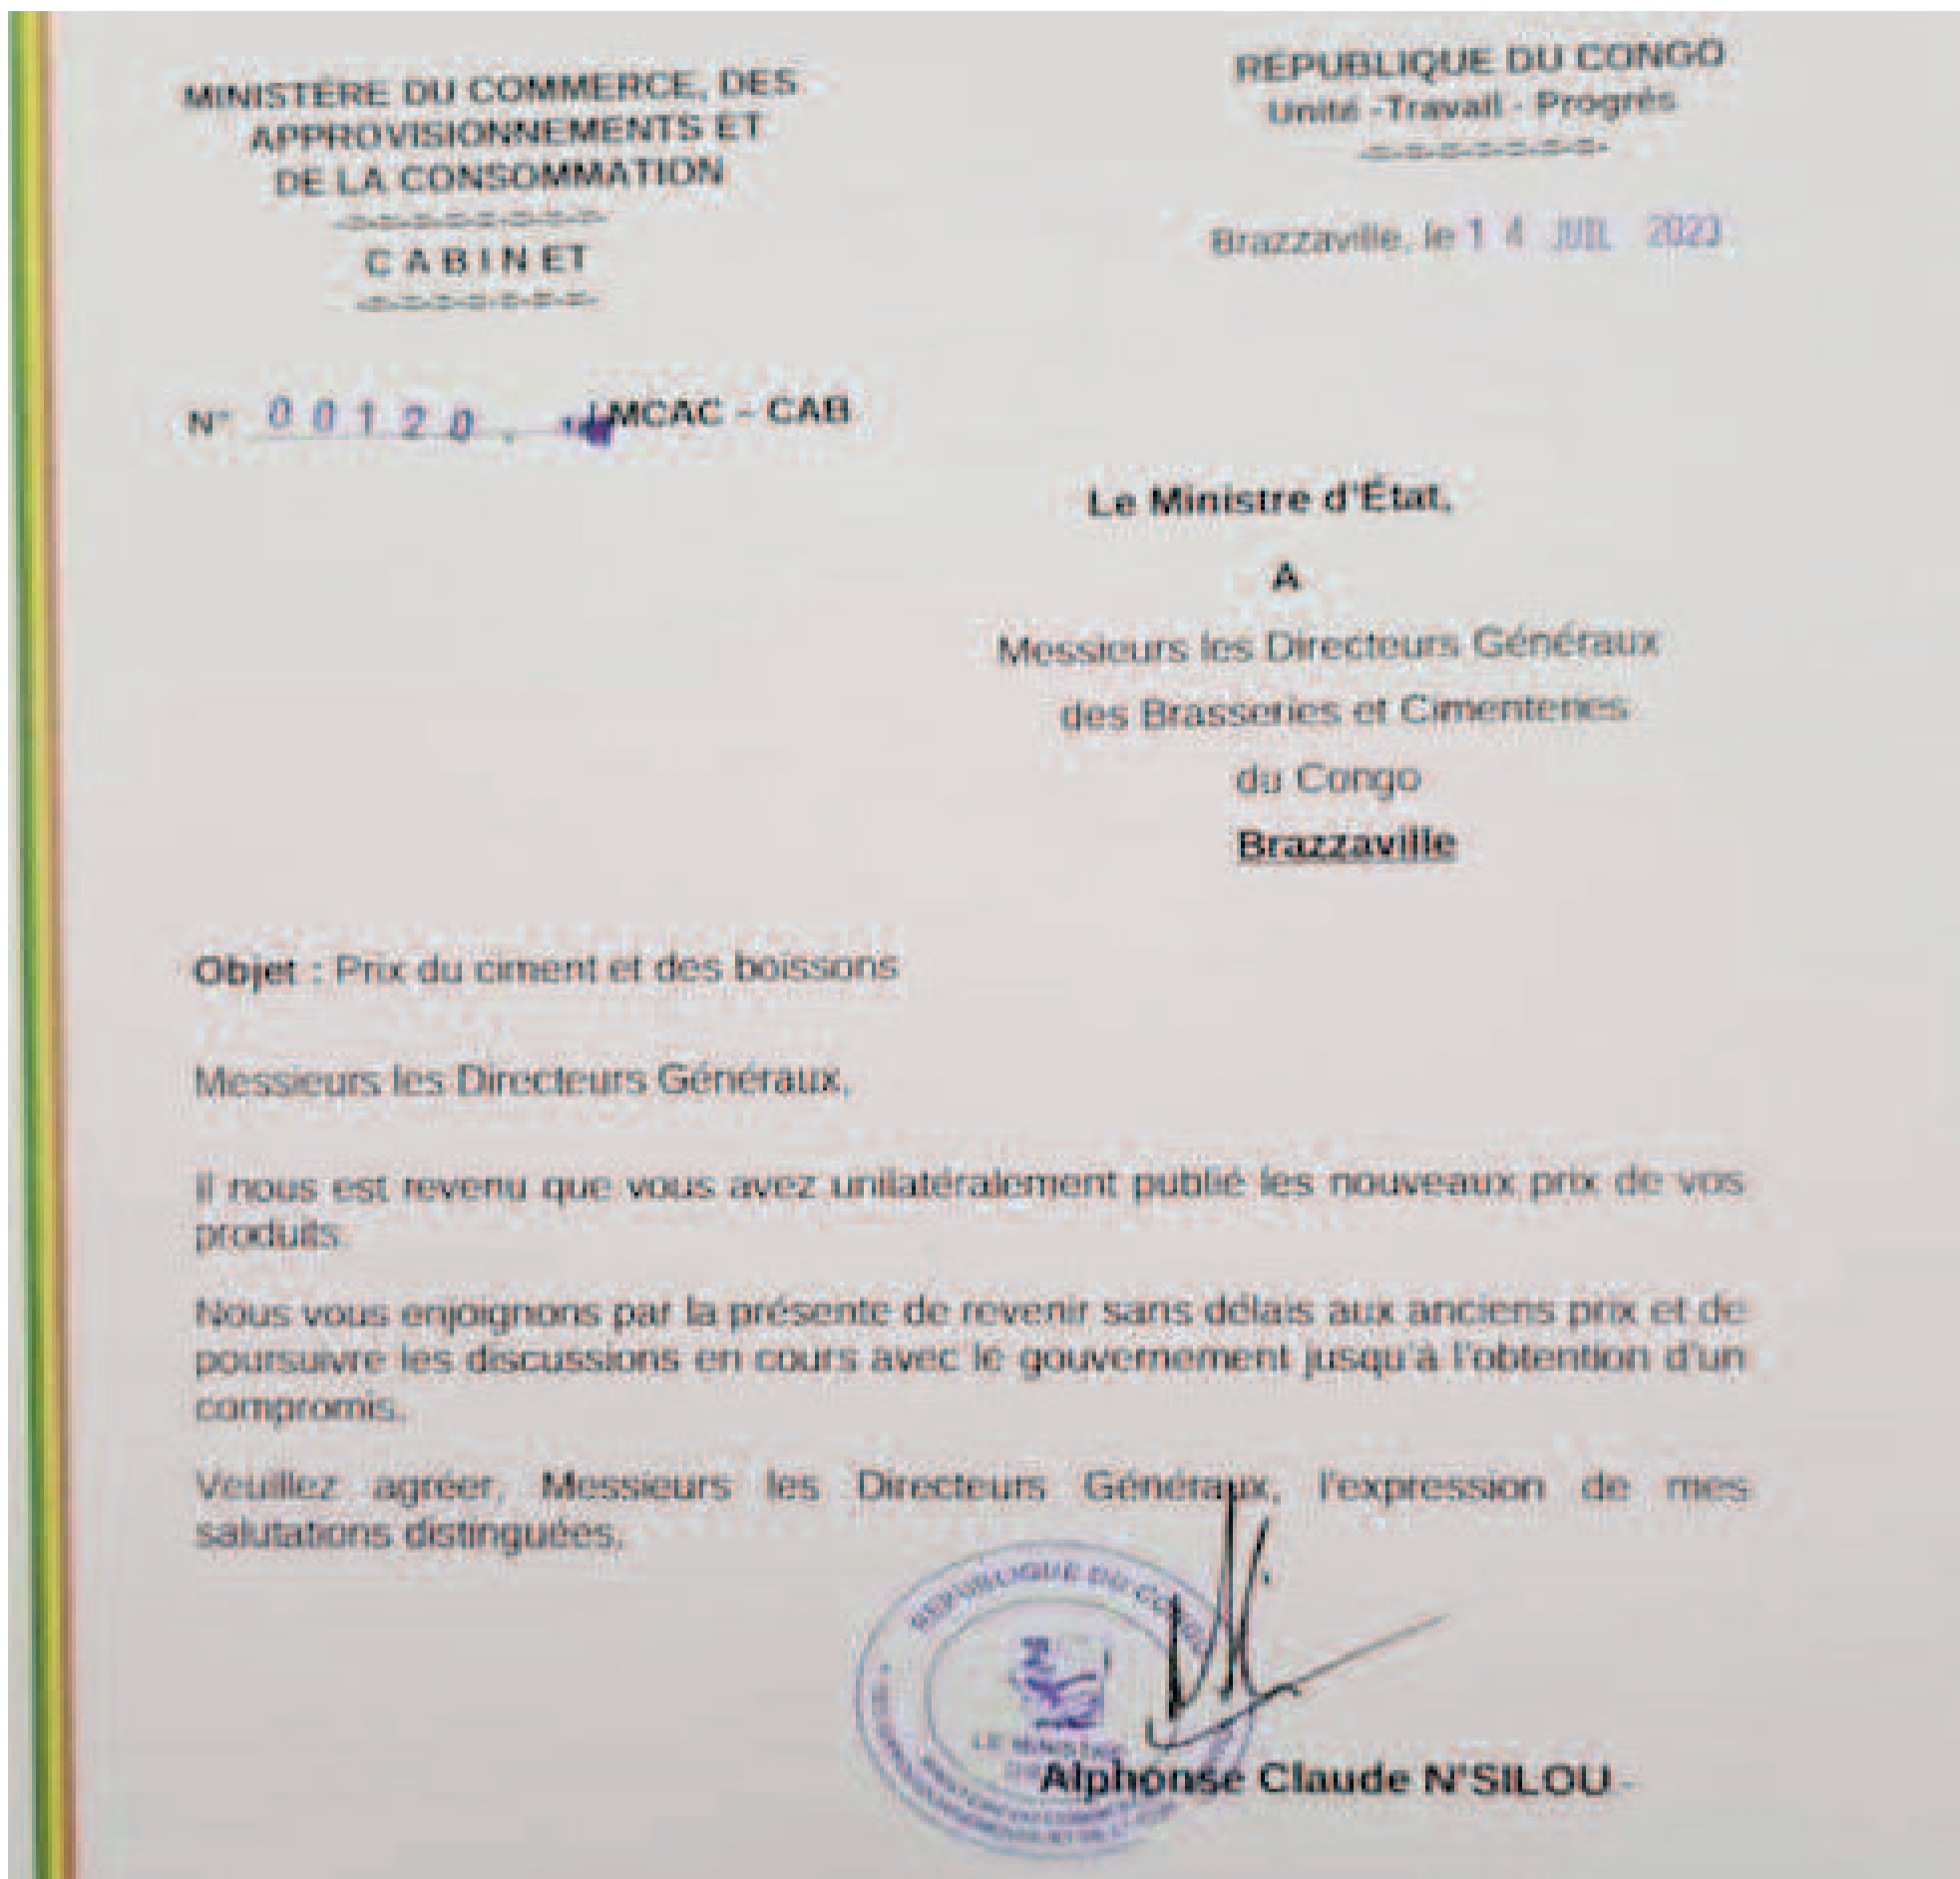 MINISTÈRE DU COMMERCE, DES
APPROVISIONNEMENTS ET
DE LA CONSOMMATION
-=-=-=-=-=-=-=-=-
CABINET
-=-=-=-=-=-=-=-
RÉPUBLIQUE DU CONGO
Unité -Travail - Progrès
-=-=-=-=-=-=-=-
Brazzaville, le 14 JUIL 2023
N° 00120. /MCAC – CAB
Le Ministre d'État,
A
Messieurs les Directeurs Généraux
des Brasseries et Cimenteries
du Congo
Brazzaville
Objet : Prix du ciment et des boissons
Messieurs les Directeurs Généraux,
Il nous est revenu que vous avez unilatéralement publié les nouveaux prix de vos
produits.
Nous vous enjoignons par la présente de revenir sans délais aux anciens prix et de
poursuivre les discussions en cours avec le gouvernement jusqu'à l'obtention d'un
compromis.
Veuillez agréer, Messieurs les Directeurs Généraux, l'expression de mes
salutations distinguées.
REPUBLIQUE DU CONGO
LE MINISTRE
Alphonse Claude N'SILOU.-